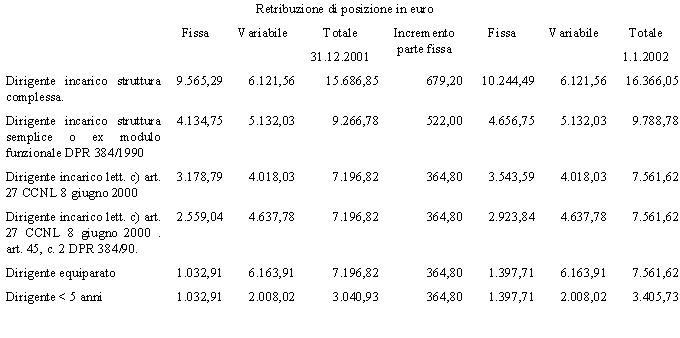 Retribuzione di posizione in euro
Fissa Variabile Totale Incremento parte fissa Fissa Variabile Totale
31.12.2001 1.1.2002
Dirigente incarico struttura 9.565,29 6.121,56 15.686,85 679,20 10.244,49 6.121,56 16.366,05
complessa.
Dirigente incarico struttura 4.134,75 5.132,03 9.266,78 522,00 4.656,75 5.132,03 9.788,78
semplice o ex modulo
funzionale DPR 384/1990
Dirigente incarico lett. c) art. 3.178,79 4.018,03 7.196,82 364,80 3.543,59 4.018,03 7.561,62
27 CCNL 8 giugno 2000
Dirigente incarico lett. c) art. 2.559,04 4.637,78 7.196,82 364,80 2.923,84 4.637,78 7.561,62
27 CCNL 8 giugno 2000 .
art. 45, c. 2 DPR 384/90.
Dirigente equiparato 1.032,91 6.163,91 7.196,82 364,80 1.397,71 6.163,91 7.561,62
Dirigente < 5 anni 1.032,91 2.008,02 3.040,93 364,80 1.397,71 2.008,02 3.405,73